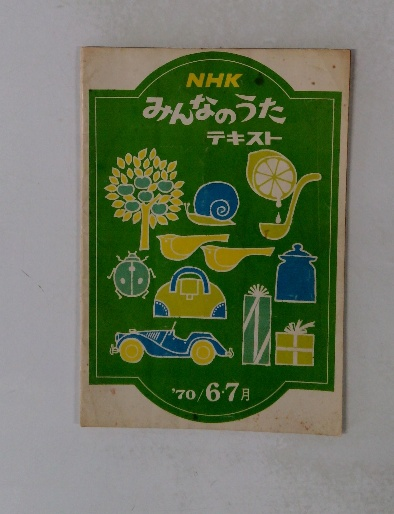 NHK
みんなのうた
テキスト
'70/6·7月